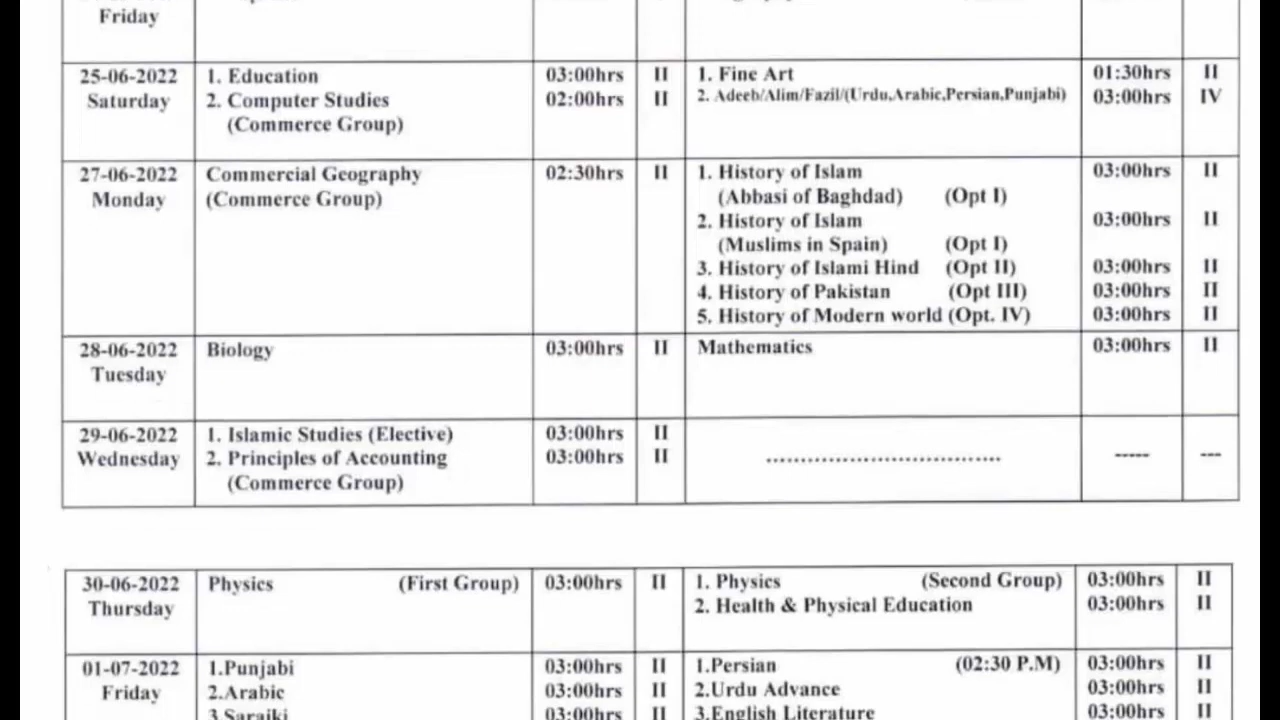 Friday
25-06-2022 1. Education 03:00hrs II 1. Fine Art 01:30hrs II
Saturday 2. Computer Studies 02:00hrs II 2. Adeeb/Alim/Fazil/(Urdu,Arabic,Persian,Punjabi) 03:00hrs IV
(Commerce Group)
27-06-2022 Commercial Geography 02:30hrs II 1. History of Islam 03:00hrs II
Monday (Commerce Group) (Abbasi of Baghdad) (Opt I)
2. History of Islam 03:00hrs II
(Muslims in Spain) (Opt I)
3. History of Islami Hind (Opt II) 03:00hrs II
4. History of Pakistan (Opt III) 03:00hrs II
5. History of Modern world (Opt. IV) 03:00hrs II
28-06-2022 Biology 03:00hrs II Mathematics 03:00hrs II
Tuesday
29-06-2022 1. Islamic Studies (Elective) 03:00hrs II
Wednesday 2. Principles of Accounting 03:00hrs II ................................. ----- ---
(Commerce Group)
30-06-2022 Physics (First Group) 03:00hrs II 1. Physics (Second Group) 03:00hrs II
Thursday 2. Health & Physical Education 03:00hrs II
01-07-2022 1.Punjabi 03:00hrs II 1.Persian (02:30 P.M) 03:00hrs II
Friday 2.Arabic 03:00hrs II 2.Urdu Advance 03:00hrs II
3.Saraiki 03:00hrs II 3.English Literature 03:00hrs II